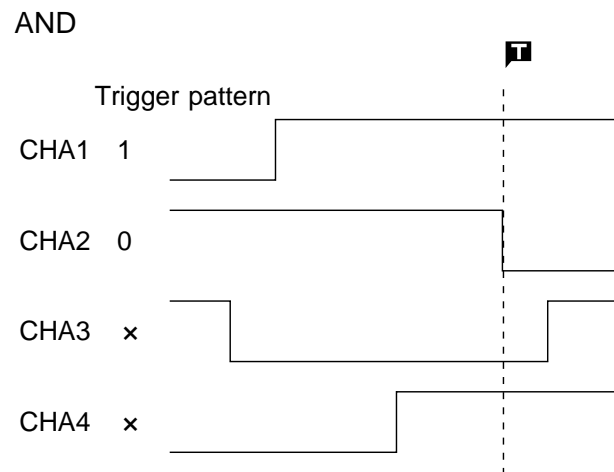 AND
T
Trigger pattern
CHA1 1
CHA2 0
CHA3 ×
CHA4 ×